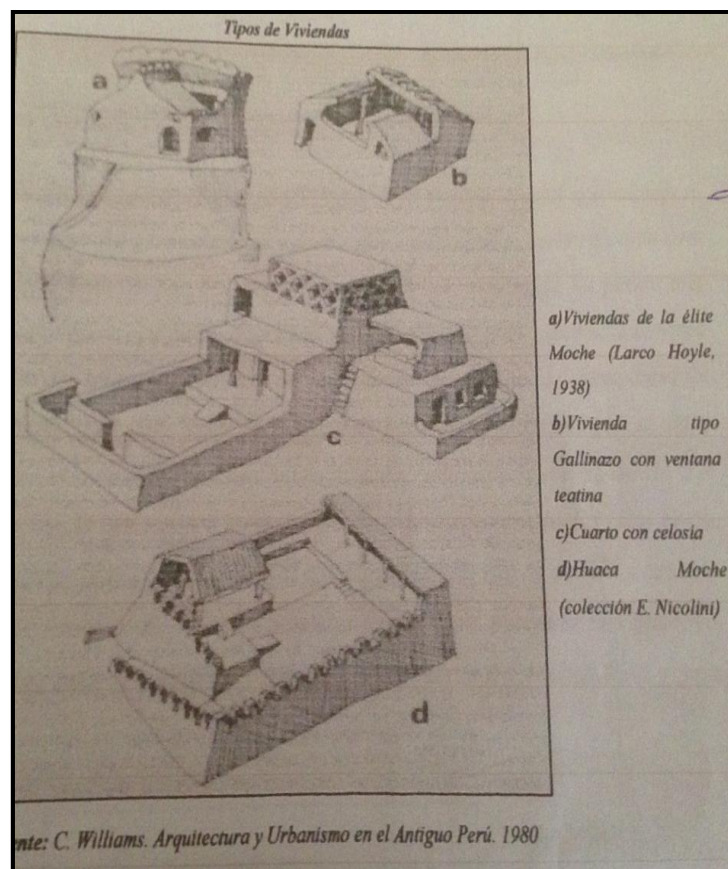 Tipos de Viviendas
a
b
c
d
a)Viviendas de la élite
Moche (Larco Hoyle,
1938)
b)Vivienda tipo
Gallinazo con ventana
teatina
c)Cuarto con celosía
d)Huaca Moche
(colección E. Nicolini)
ente: C. Williams. Arquitectura y Urbanismo en el Antiguo Perú. 1980